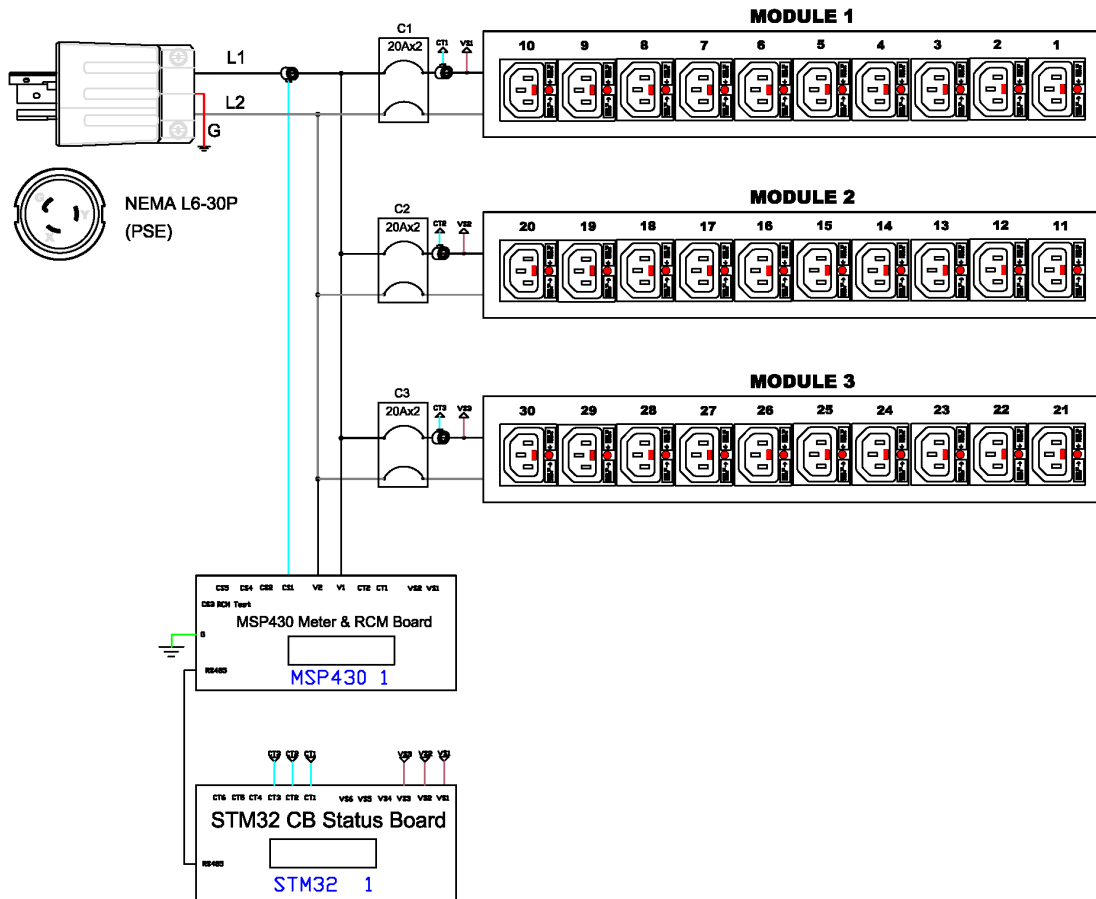 MODULE 1
C1
20Ax2
CT1 VS1
10 9 8 7 6 5 4 3 2 1
L1
L2
G
NEMA L6-30P
(PSE)
G Y X
MODULE 2
C2
20Ax2
CT2 VS2
20 19 18 17 16 15 14 13 12 11
MODULE 3
C3
20Ax2
CT3 VS3
30 29 28 27 26 25 24 23 22 21
CS5 CS4 CS2 CS1 V2 V1 CT2 CT1 VS2 VS1
CS3 RCM Test
MSP430 Meter & RCM Board
G
RS485
MSP430 1
CT3 CT2 CT1 VS3 VS2 VS1
CT6 CT5 CT4 CT3 CT2 CT1 VS6 VS5 VS4 VS3 VS2 VS1
STM32 CB Status Board
RS485
STM32 1